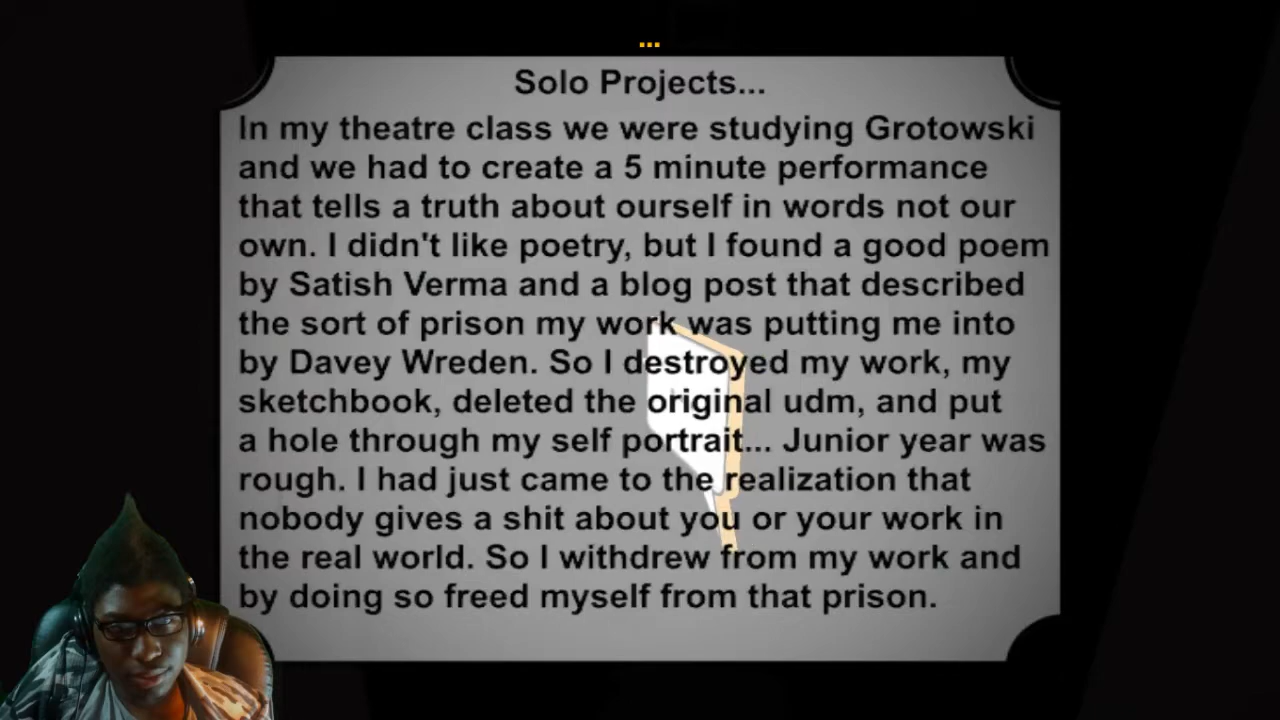 ...
Solo Projects...
In my theatre class we were studying Grotowski
and we had to create a 5 minute performance
that tells a truth about ourself in words not our
own. I didn't like poetry, but I found a good poem
by Satish Verma and a blog post that described
the sort of prison my work was putting me into
by Davey Wreden. So I destroyed my work, my
sketchbook, deleted the original udm, and put
a hole through my self portrait... Junior year was
rough. I had just came to the realization that
nobody gives a shit about you or your work in
the real world. So I withdrew from my work and
by doing so freed myself from that prison.